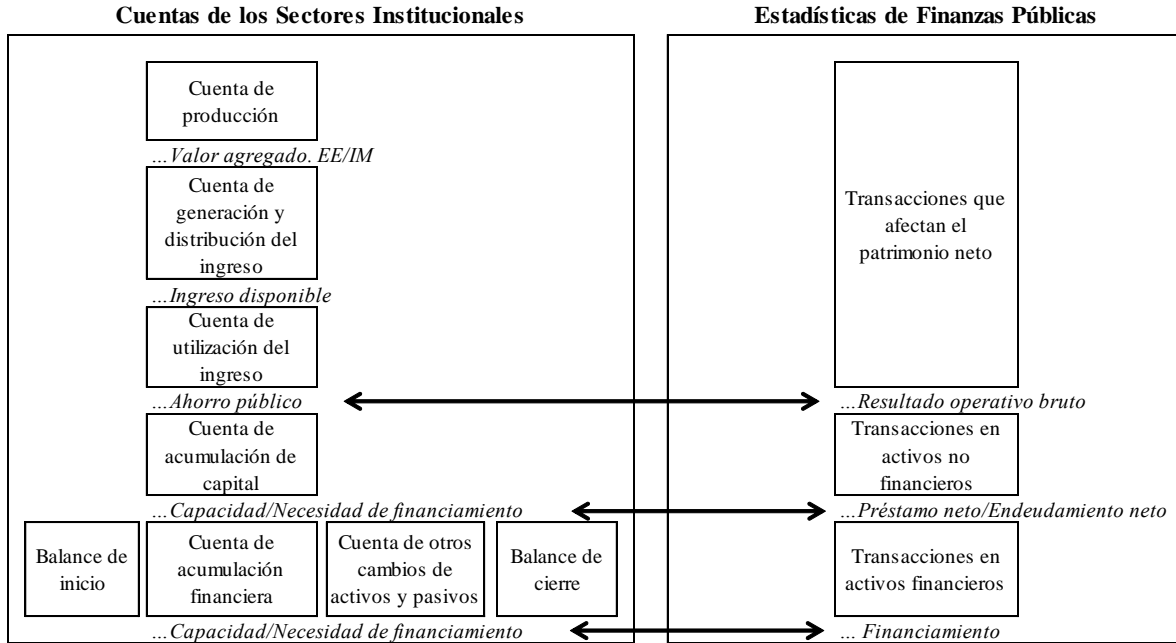 Cuentas de los Sectores Institucionales
Cuenta de
producción
...Valor agregado. EE/IM
Cuenta de
generación y
distribución del
ingreso
...Ingreso disponible
Cuenta de
utilización del
ingreso
...Ahorro público
Cuenta de
acumulación de
capital
...Capacidad/Necesidad de financiamiento
Balance de
inicio
Cuenta de
acumulación
financiera
Cuenta de otros
cambios de
activos y pasivos
Balance de
cierre
...Capacidad/Necesidad de financiamiento
Estadísticas de Finanzas Públicas
Transacciones que
afectan el
patrimonio neto
...Resultado operativo bruto
Transacciones en
activos no
financieros
...Préstamo neto/Endeudamiento neto
Transacciones en
activos financieros
... Financiamiento